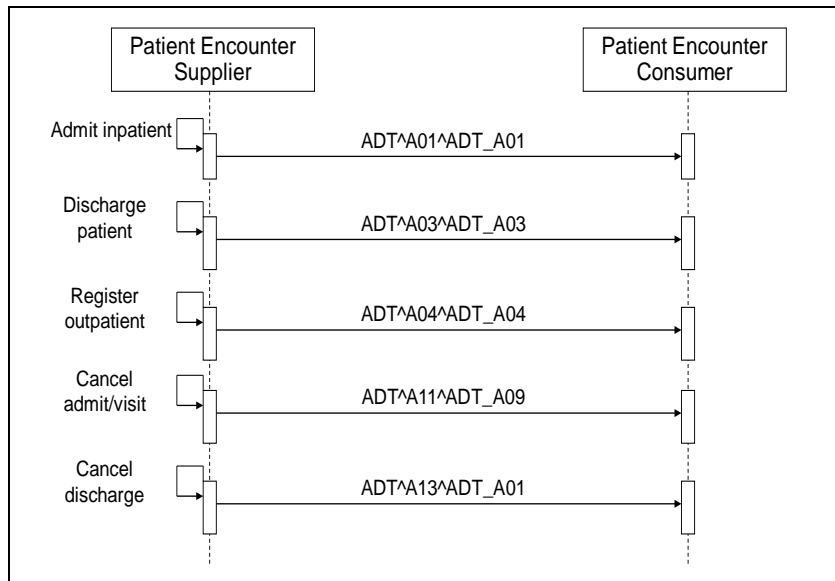 Patient Encounter
Supplier
Patient Encounter
Consumer
Admit inpatient
ADT^A01^ADT_A01
Discharge
patient
ADT^A03^ADT_A03
Register
outpatient
ADT^A04^ADT_A04
Cancel
admit/visit
ADT^A11^ADT_A09
Cancel
discharge
ADT^A13^ADT_A01